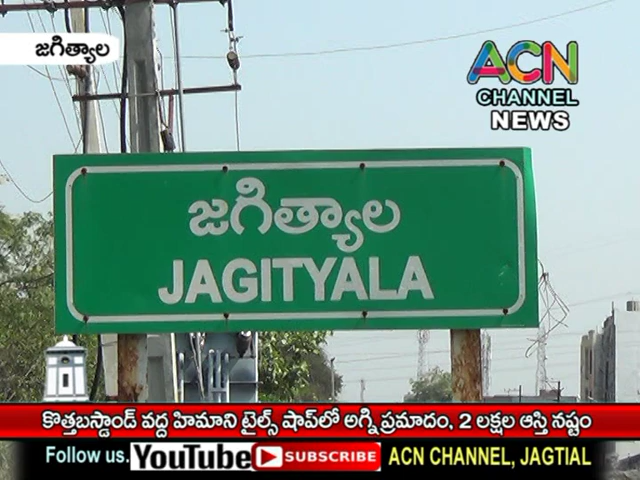 జగిత్యాల
ACN
CHANNEL
NEWS
జగిత్యాల
JAGITYALA
కొత్తబస్టాండ్ వద్ద హిమాని టైల్స్ షాప్‌లో అగ్ని ప్రమాదం, 2 లక్షల ఆస్తి నష్టం
Follow us. YouTube SUBSCRIBE ACN CHANNEL, JAGTIAL